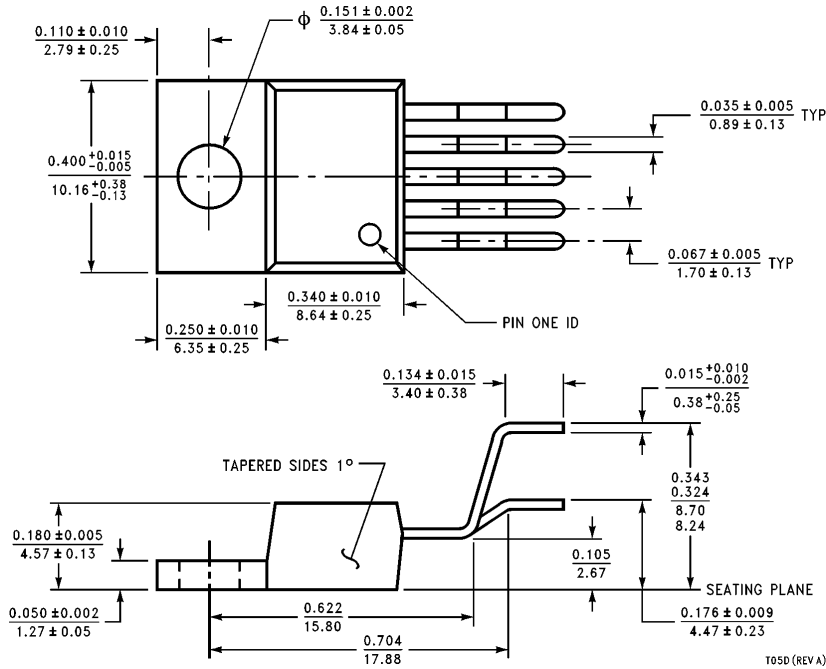 ϕ 0.151 ± 0.002
3.84 ± 0.05
0.110 ± 0.010
2.79 ± 0.25
0.035 ± 0.005 TYP
0.89 ± 0.13
0.400 +0.015 -0.005
10.16 +0.38 -0.13
0.067 ± 0.005 TYP
1.70 ± 0.13
0.340 ± 0.010
8.64 ± 0.25
PIN ONE ID
0.250 ± 0.010
6.35 ± 0.25
0.134 ± 0.015
3.40 ± 0.38
0.015 +0.010 -0.002
0.38 +0.25 -0.05
TAPERED SIDES 1°
0.343
0.324
8.70
8.24
0.180 ±0.005
4.57 ± 0.13
0.105
2.67
SEATING PLANE
0.050 ±0.002
1.27 ± 0.05
0.622
15.80
0.176 ± 0.009
4.47 ± 0.23
0.704
17.88
T05D (REV A)